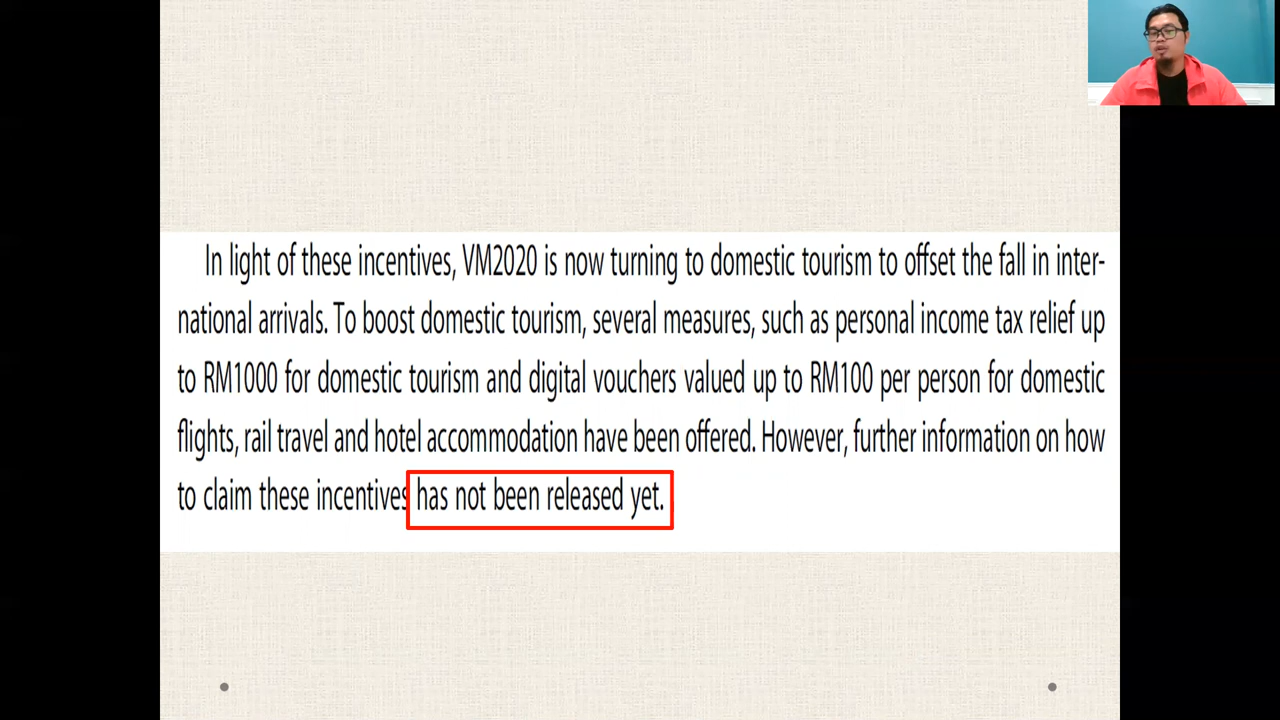 In light of these incentives, VM2020 is now turning to domestic tourism to offset the fall in inter-
national arrivals. To boost domestic tourism, several measures, such as personal income tax relief up
to RM1000 for domestic tourism and digital vouchers valued up to RM100 per person for domestic
flights, rail travel and hotel accommodation have been offered. However, further information on how
to claim these incentives has not been released yet.